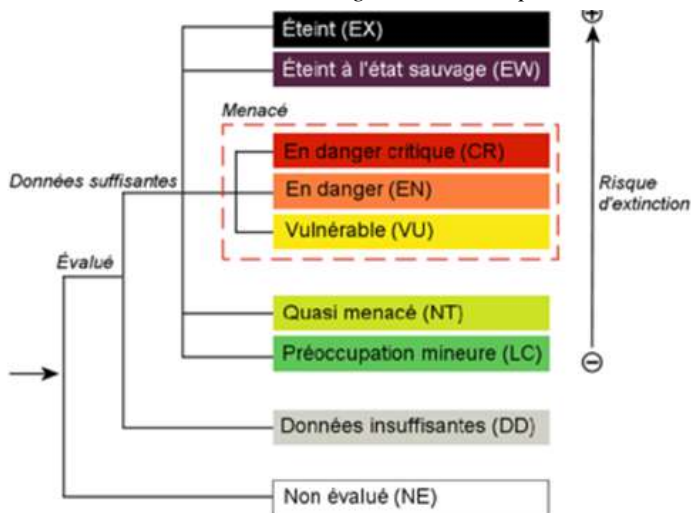 Éteint (EX)
Éteint à l'état sauvage (EW)
Menacé
En danger critique (CR)
Données suffisantes
En danger (EN)
Risque
d'extinction
Vulnérable (VU)
Évalué
Quasi menacé (NT)
Préoccupation mineure (LC)
Données insuffisantes (DD)
Non évalué (NE)